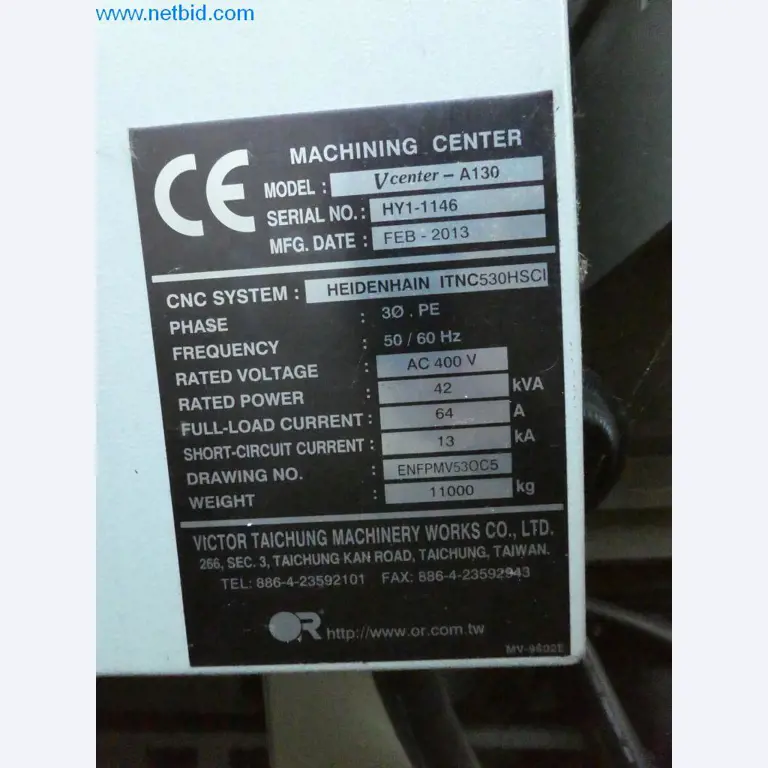 www.netbid.com
CE
MACHINING CENTER
MODEL : Vcenter – A130
SERIAL NO. : HY1-1146
MFG. DATE : FEB - 2013
CNC SYSTEM : HEIDENHAIN ITNC530HSCI
PHASE : 3Ø . PE
FREQUENCY : 50 / 60 Hz
RATED VOLTAGE : AC 400 V
RATED POWER : 42 kVA
FULL-LOAD CURRENT : 64 A
SHORT-CIRCUIT CURRENT : 13 kA
DRAWING NO. : ENFPMV53OC5
WEIGHT : 11000 kg
VICTOR TAICHUNG MACHINERY WORKS CO., LTD.
266, SEC. 3, TAICHUNG KAN ROAD, TAICHUNG, TAIWAN.
TEL: 886-4-23592101 FAX: 886-4-23592943
OR http://www.or.com.tw
MV-9602E